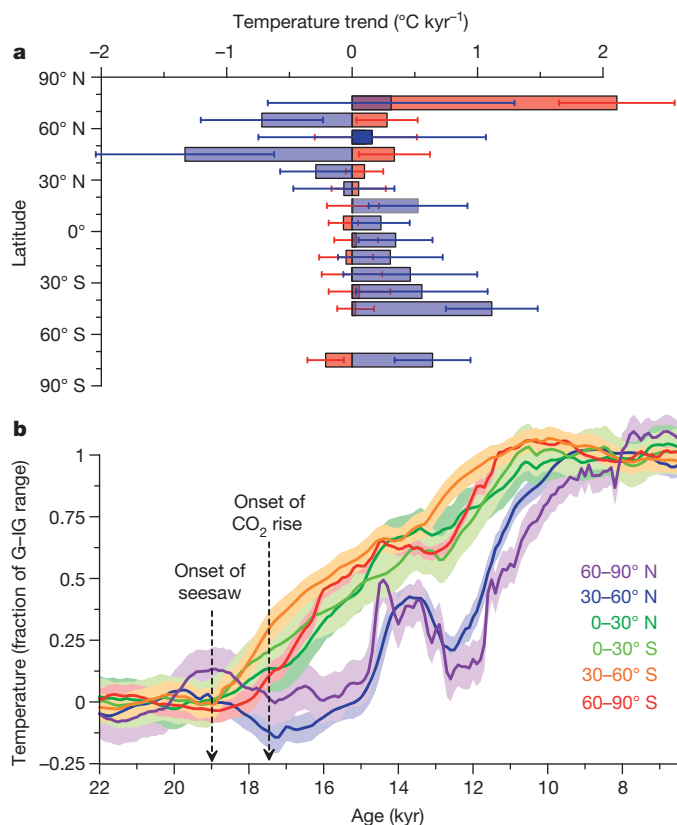 Temperature trend (°C kyr⁻¹)
−2 −1 0 1 2
a
90° N
60° N
30° N
0°
30° S
60° S
90° S
Latitude
b
1
0.75
0.5
0.25
0
−0.25
Temperature (fraction of G–IG range)
Onset of
seesaw
Onset of
CO₂ rise
60–90° N
30–60° N
0–30° N
0–30° S
30–60° S
60–90° S
22 20 18 16 14 12 10 8
Age (kyr)